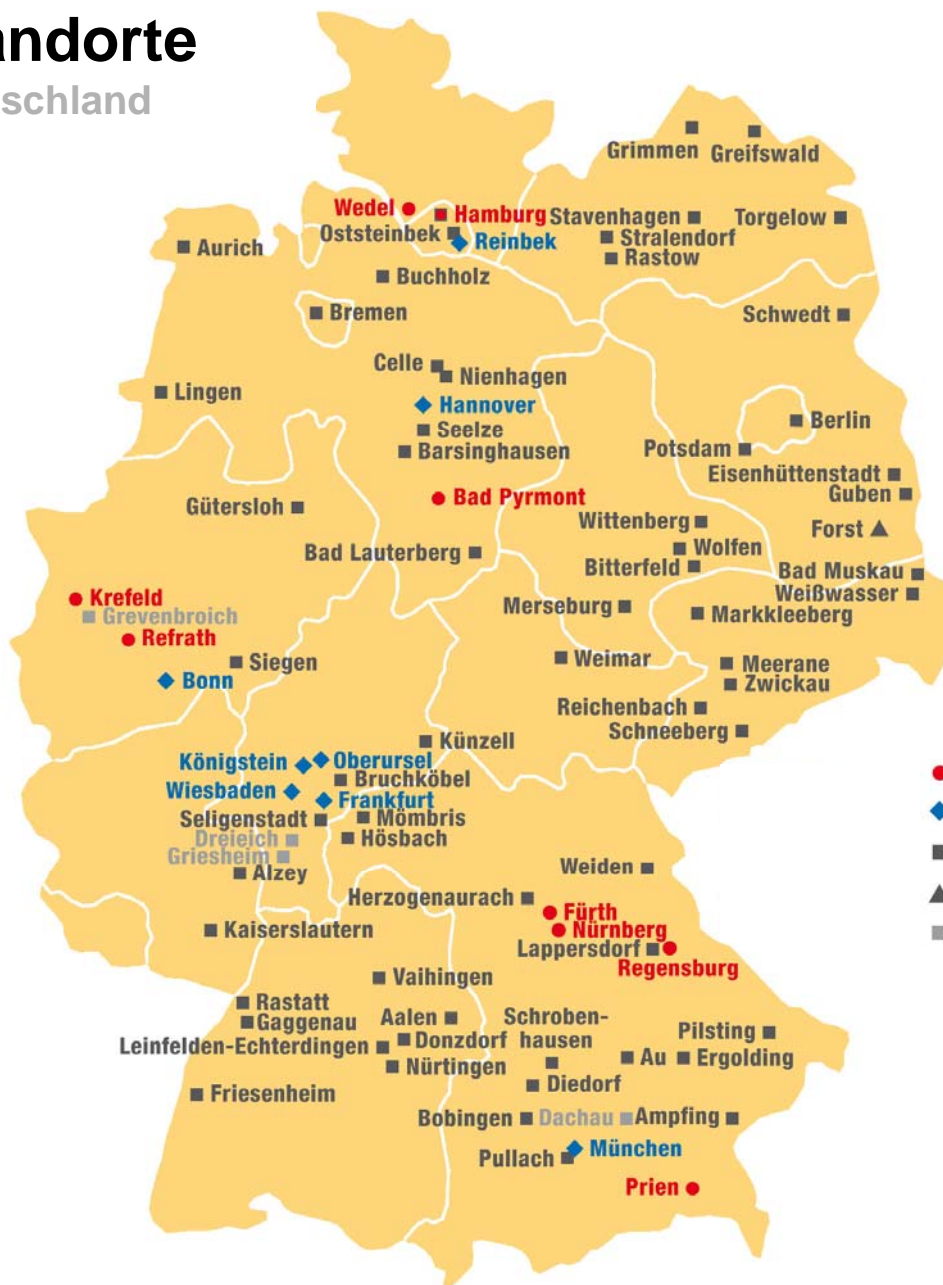 andorte
schland
Grimmen
Greifswald
Wedel
Hamburg
Stavenhagen
Torgelow
Oststeinbek
Reinbek
Stralendorf
Aurich
Rastow
Buchholz
Bremen
Schwedt
Celle
Nienhagen
Lingen
Hannover
Berlin
Seelze
Barsinghausen
Potsdam
Eisenhüttenstadt
Guben
Bad Pyrmont
Gütersloh
Wittenberg
Forst
Bad Lauterberg
Wolfen
Bitterfeld
Bad Muskau
Weißwasser
Krefeld
Grevenbroich
Merseburg
Markkleeberg
Refrath
Siegen
Weimar
Meerane
Bonn
Zwickau
Reichenbach
Schneeberg
Künzell
Königstein
Oberursel
Bruchköbel
Wiesbaden
Frankfurt
Seligenstadt
Mömbris
Dreieich
Hösbach
Griesheim
Alzey
Weiden
Herzogenaurach
Fürth
Kaiserslautern
Nürnberg
Lappersdorf
Regensburg
Vaihingen
Rastatt
Gaggenau
Aalen
Schroben-
hausen
Pilsting
Leinfelden-Echterdingen
Donzdorf
Nürtingen
Au
Ergolding
Diedorf
Friesenheim
Bobingen
Dachau
Ampfing
Pullach
München
Prien